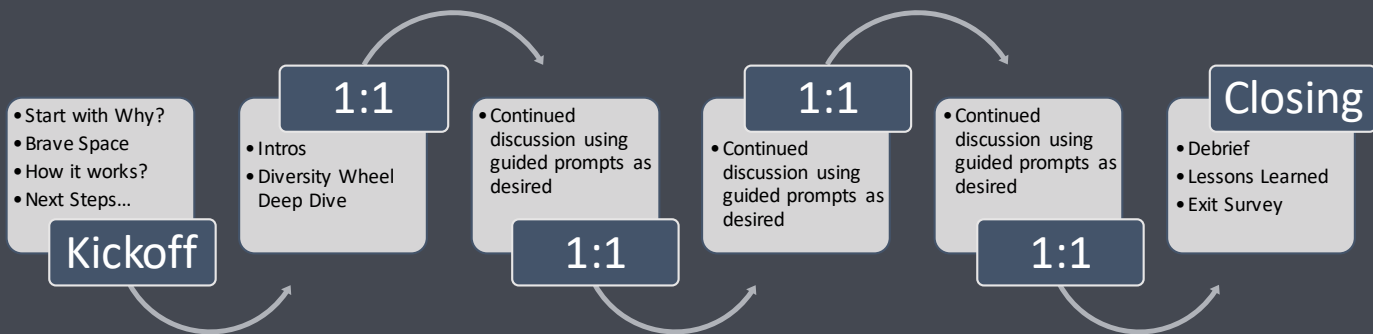 • Start with Why?
• Brave Space
• How it works?
• Next Steps...
Kickoff
1:1
• Intros
• Diversity Wheel
Deep Dive
• Continued
discussion using
guided prompts as
desired
1:1
1:1
• Continued
discussion using
guided prompts as
desired
• Continued
discussion using
guided prompts as
desired
1:1
Closing
• Debrief
• Lessons Learned
• Exit Survey